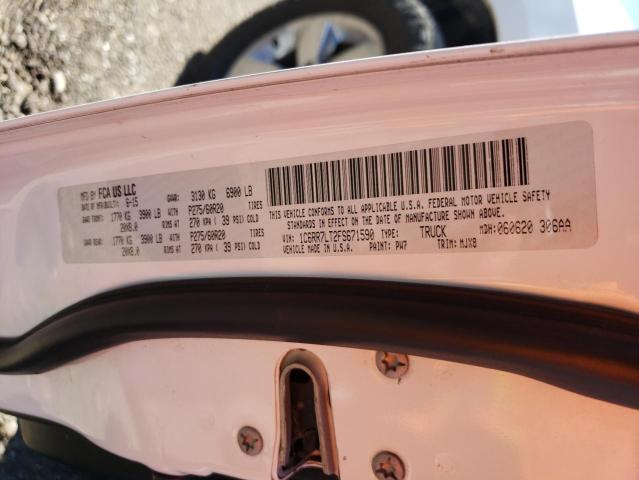 MFD BY FCA US LLC
DATE OF MFR/BUILT: 6-15 GVWR: 3130 KG 6900 LB
GAWR FRONT: 1770 KG 3900 LB WITH P275/60R20 TIRES
20X8.0 RIMS AT 270 KPA ( 39 PSI) COLD
GAWR REAR: 1770 KG 3900 LB WITH P275/60R20 TIRES
20X8.0 RIMS AT 270 KPA ( 39 PSI) COLD
THIS VEHICLE CONFORMS TO ALL APPLICABLE U.S.A. FEDERAL MOTOR VEHICLE SAFETY
STANDARDS IN EFFECT ON THE DATE OF MANUFACTURE SHOWN ABOVE.
VIN: 1C6RR7LT2FS671590 TYPE: TRUCK MDH: 060620 306AA
VEHICLE MADE IN U.S.A. PAINT: PW7 TRIM: MJX8